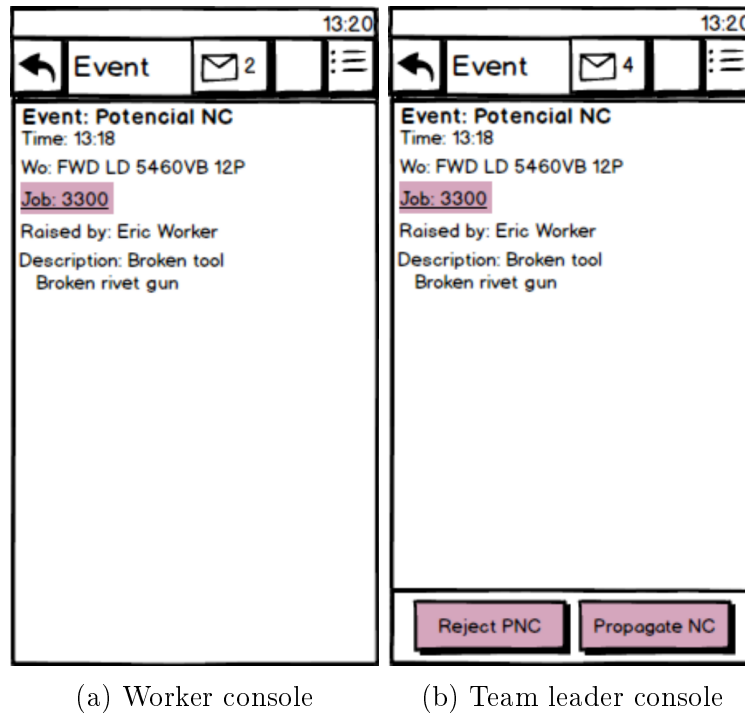 13:20
Event 2
Event: Potencial NC
Time: 13:18
Wo: FWD LD 5460VB 12P
Job: 3300
Raised by: Eric Worker
Description: Broken tool
Broken rivet gun
(a) Worker console
13:20
Event 4
Event: Potencial NC
Time: 13:18
Wo: FWD LD 5460VB 12P
Job: 3300
Raised by: Eric Worker
Description: Broken tool
Broken rivet gun
Reject PNC Propagate NC
(b) Team leader console